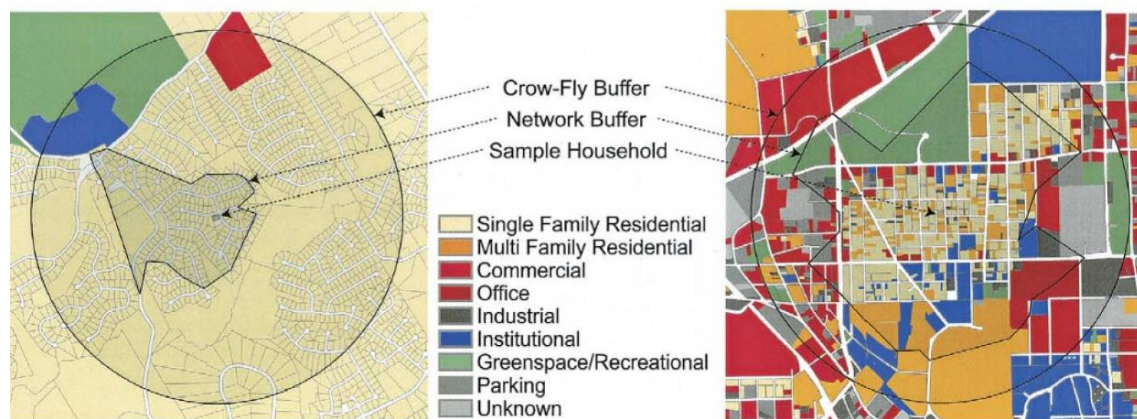 Crow-Fly Buffer
Network Buffer
Sample Household
Single Family Residential
Multi Family Residential
Commercial
Office
Industrial
Institutional
Greenspace/Recreational
Parking
Unknown